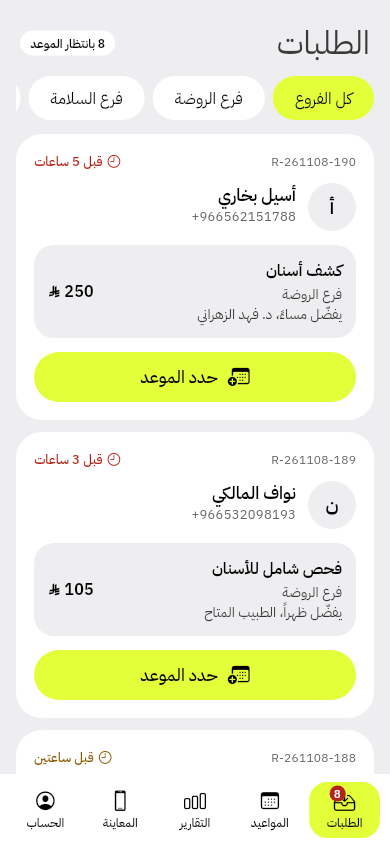 الطلبات
8 بانتظار الموعد
كل الفروع
فرع الروضة
فرع السلامة
R-261108-190
قبل 5 ساعات
أ
أسيل بخاري
+966562151788
كشف أسنان
فرع الروضة
يفضّل مساءً، د. فهد الزهراني
250 ⃁
حدد الموعد
R-261108-189
قبل 3 ساعات
ن
نواف المالكي
+966532098193
فحص شامل للأسنان
فرع الروضة
يفضّل ظهراً، الطبيب المتاح
105 ⃁
حدد الموعد
R-261108-188
قبل ساعتين
8
الطلبات
المواعيد
التقارير
المعاينة
الحساب